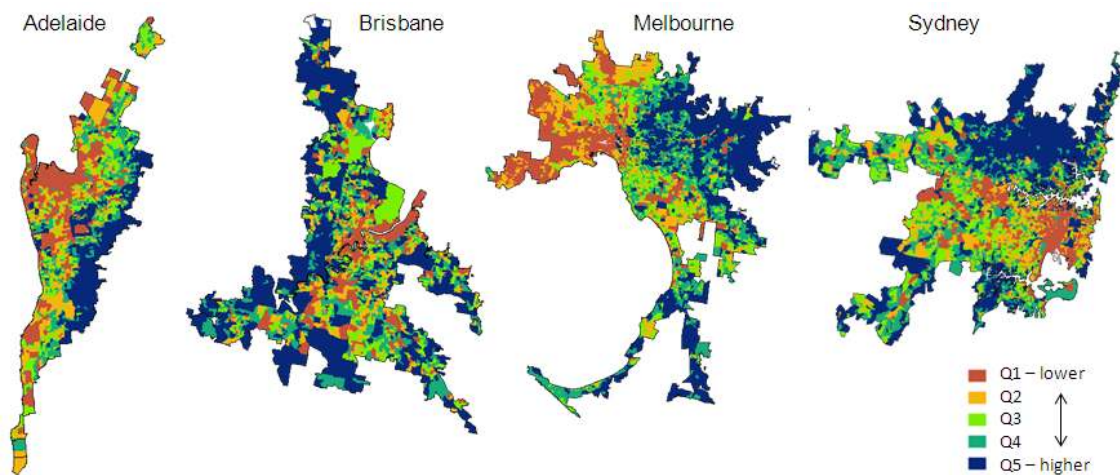 Adelaide
Brisbane
Melbourne
Sydney
Q1 – lower
Q2
Q3
Q4
Q5 – higher